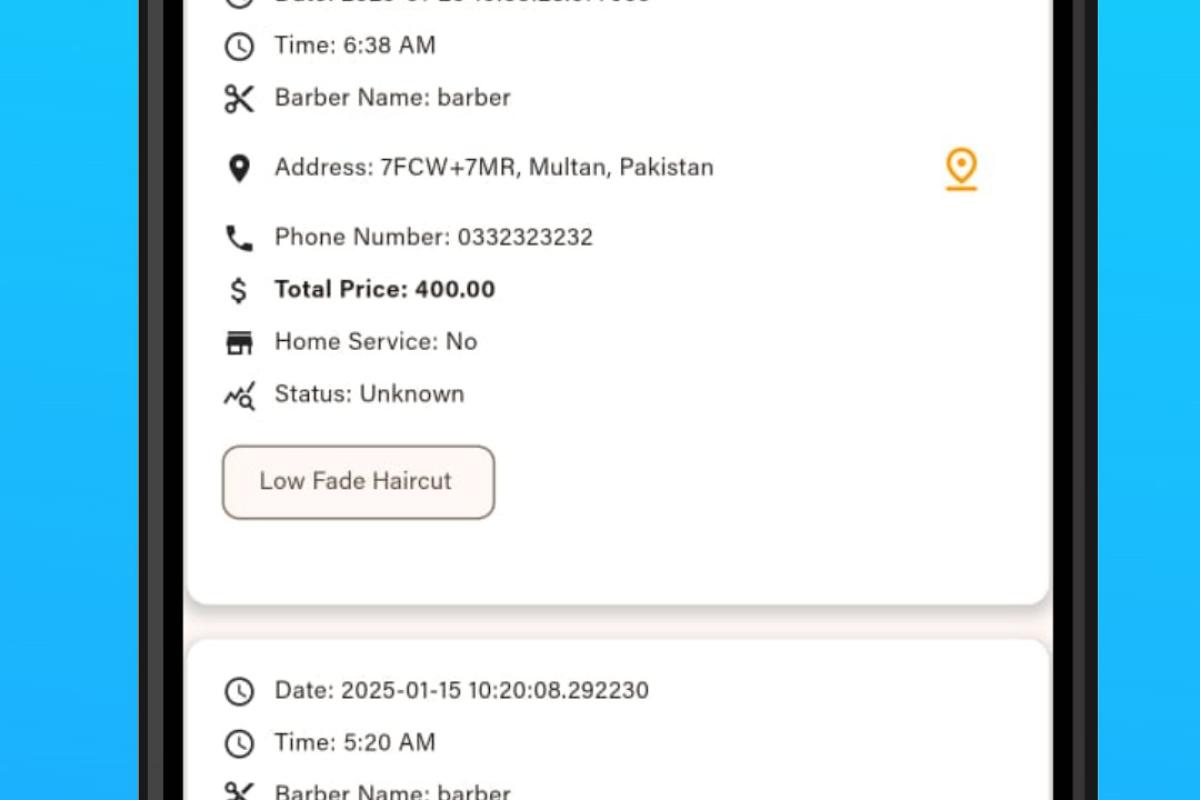 Time: 6:38 AM
Barber Name: barber
Address: 7FCW+7MR, Multan, Pakistan
Phone Number: 0332323232
Total Price: 400.00
Home Service: No
Status: Unknown
Low Fade Haircut
Date: 2025-01-15 10:20:08.292230
Time: 5:20 AM
Barber Name: barber